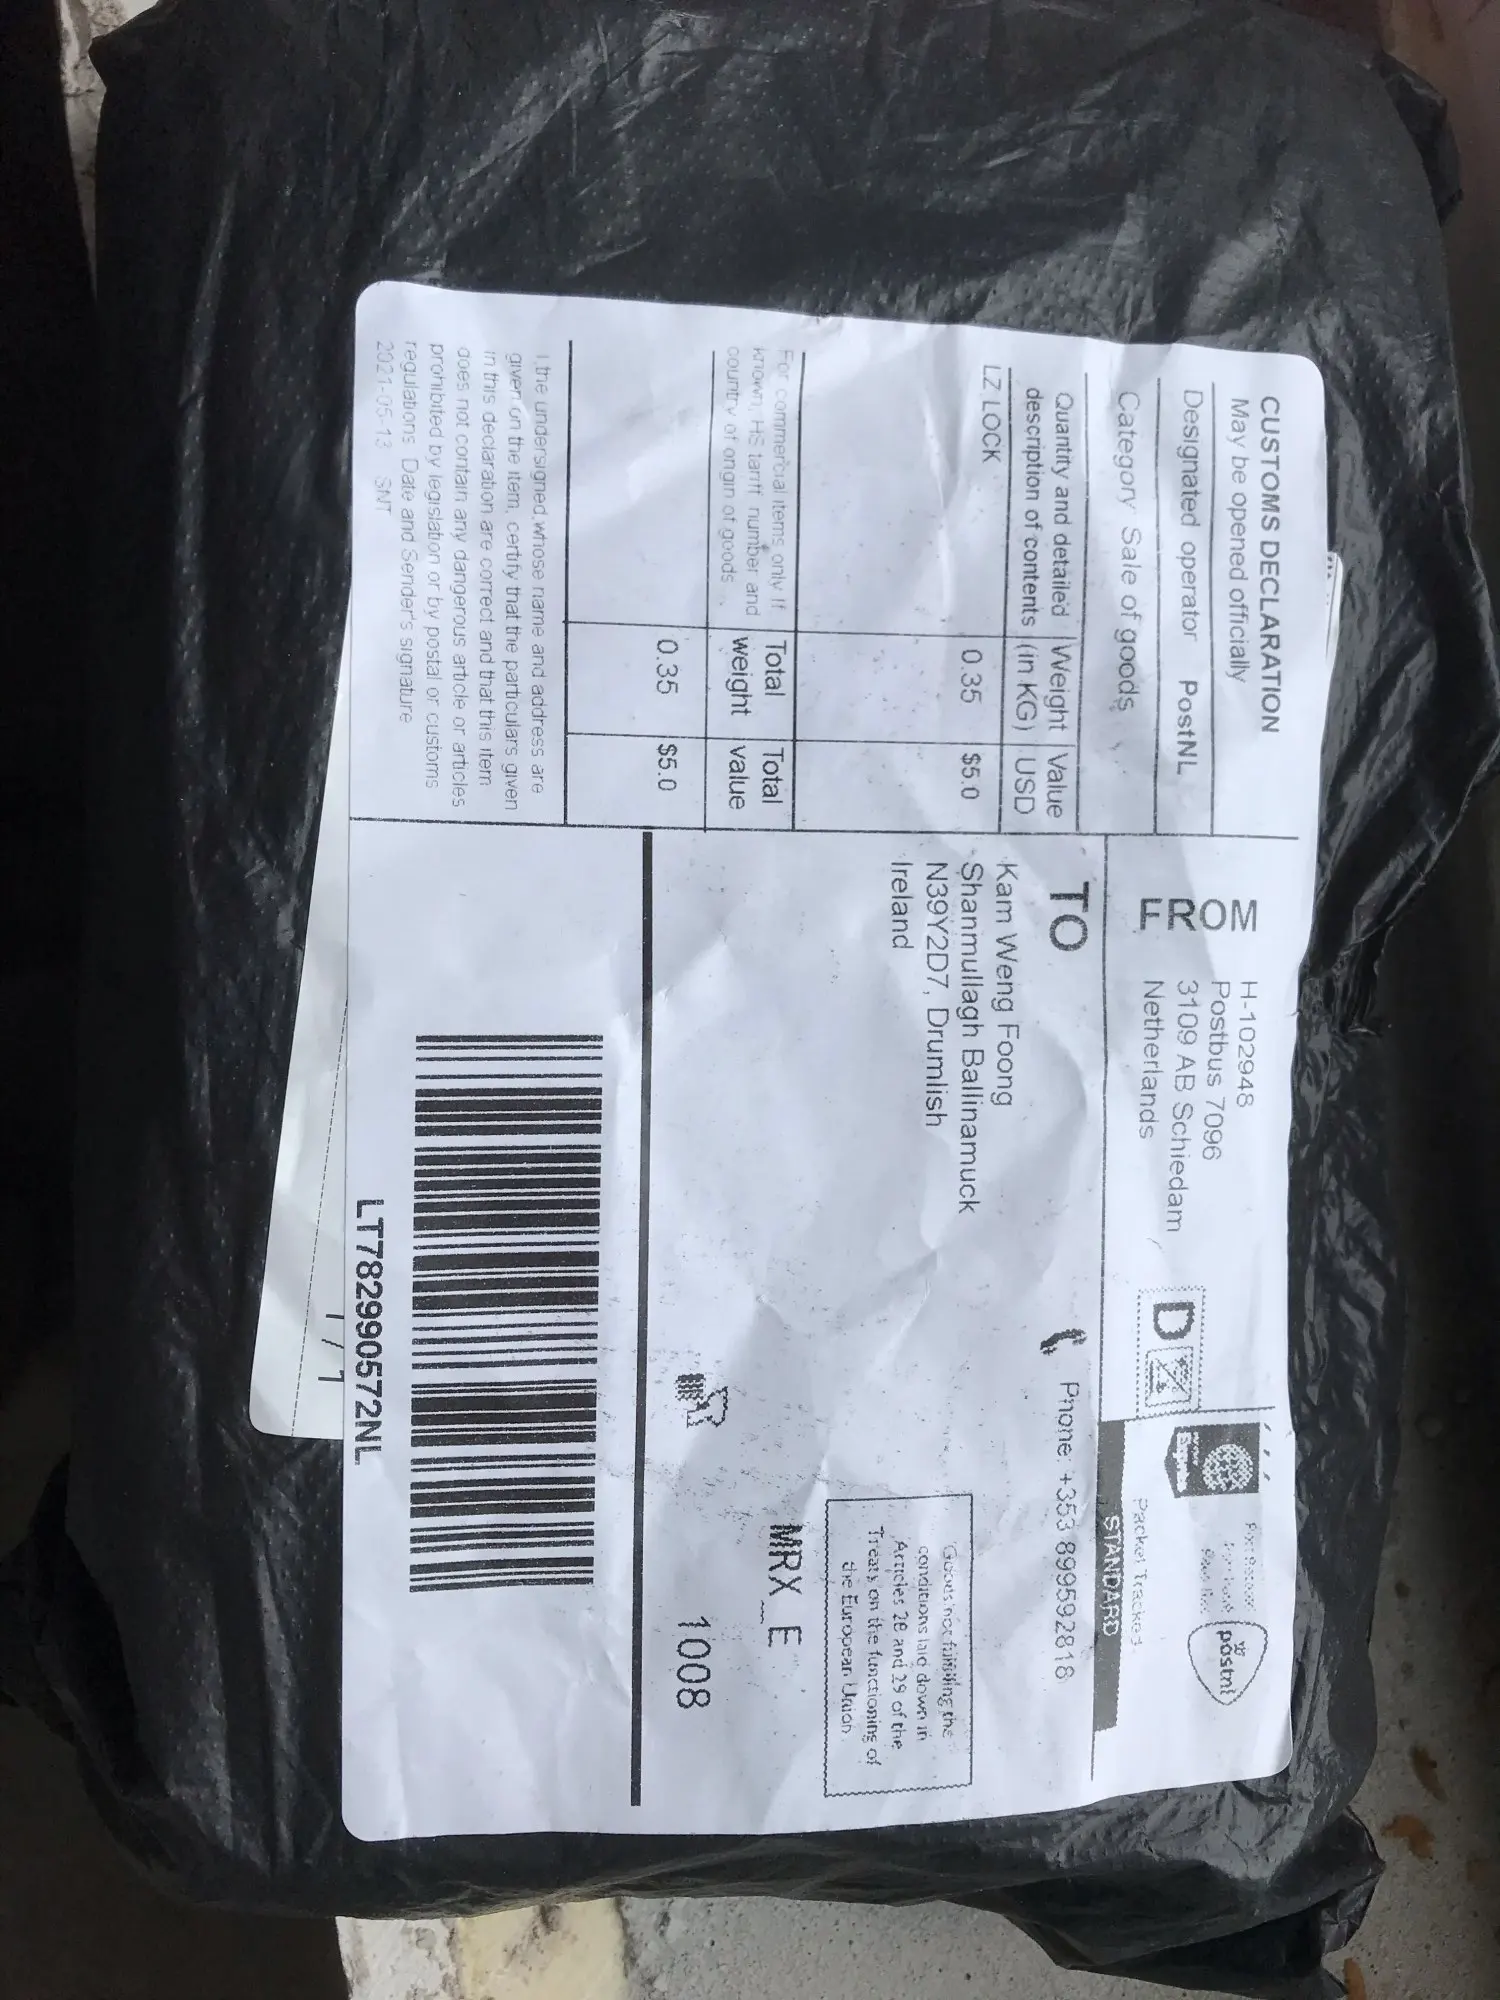 CUSTOMS DECLARATION
May be opened officially
Designated operator PostNL
Category Sale of goods
Quantity and detailed description of contents
Weight (in KG)
Value USD
LZ LOCK
0.35
$5.0
For commercial items only If
known, HS tariff number and
country of origin of goods
Total weight
Total value
0.35
$5.0
I,the undersigned,whose name and address are
given on the item, certify that the particulars given
in this declaration are correct and that this item
does not contain any dangerous article or articles
prohibited by legislation or by postal or customs
regulations Date and Sender's signature
2021-05-13 SNT
FROM
H-102948
Postbus 7096
3109 AB Schiedam
Netherlands
D
postnl
Packet Tracked
STANDARD
TO
Phone: +353 899592818
Kam Weng Foong
Shanmullagh Ballinamuck
N39Y2D7, Drumlish
Ireland
Goods not fulfilling the
conditions laid down in
Articles 28 and 29 of the
Treaty on the functioning of
the European Union
MRX_E
1008
LT782990572NL
1 / 1